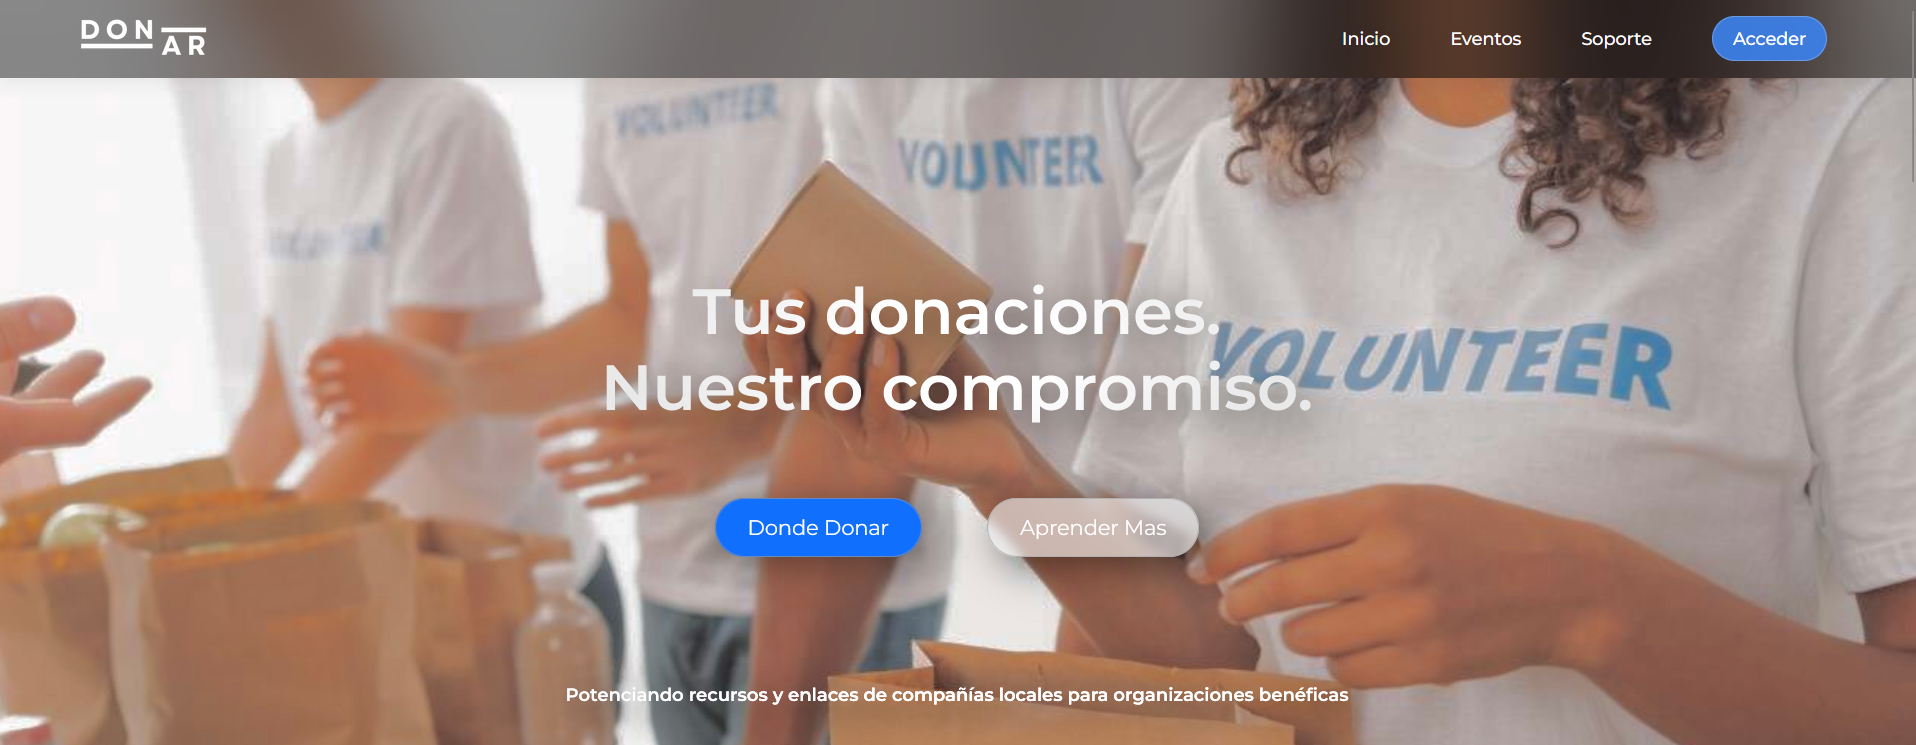 DON
AR
Inicio
Eventos
Soporte
Acceder
VOLUNTEER
VOUNTEER
VOLUNTEER
Tus donaciones.
VOLUNTEER
Nuestro compromiso.
Donde Donar
Aprender Mas
Potenciando recursos y enlaces de compañías locales para organizaciones benéficas